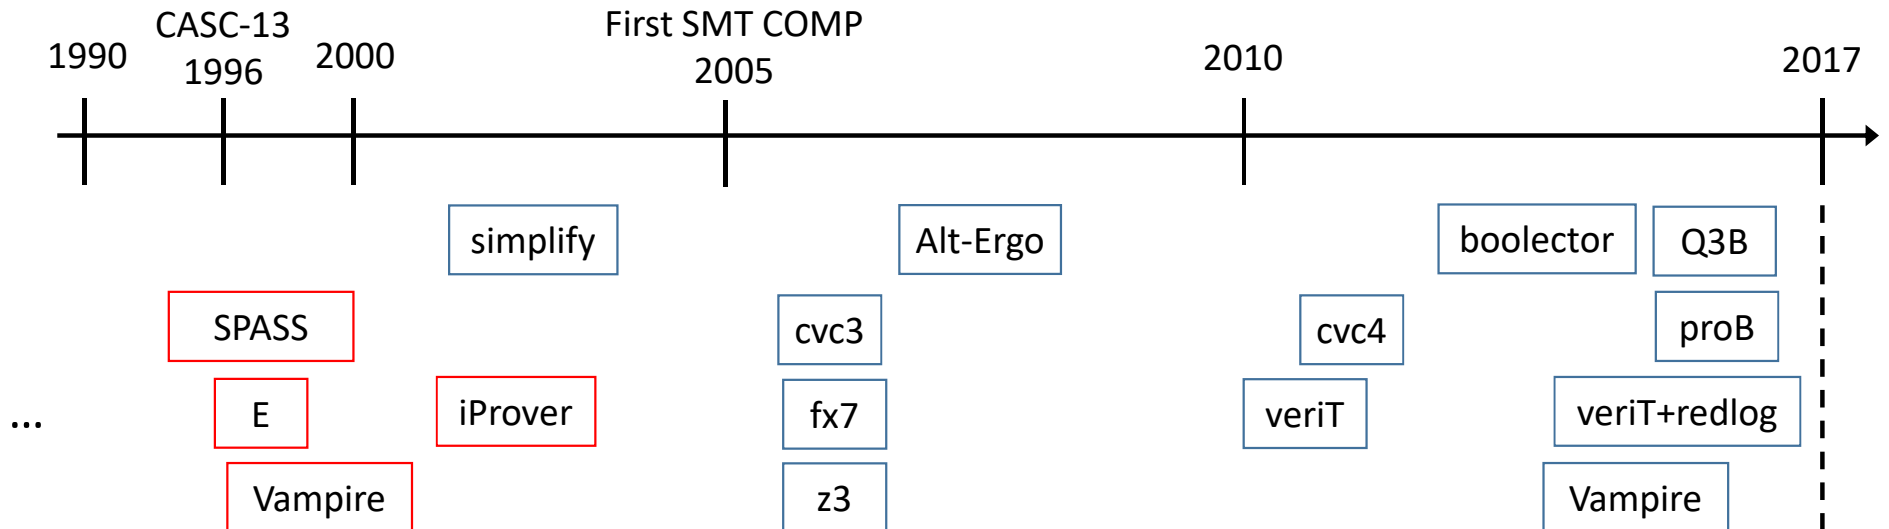 CASC-13
First SMT COMP
1990
1996
2000
2005
2010
2017
simplify
Alt-Ergo
boolector
Q3B
SPASS
cvc3
cvc4
proB
...
E
iProver
fx7
veriT
veriT+redlog
Vampire
z3
Vampire